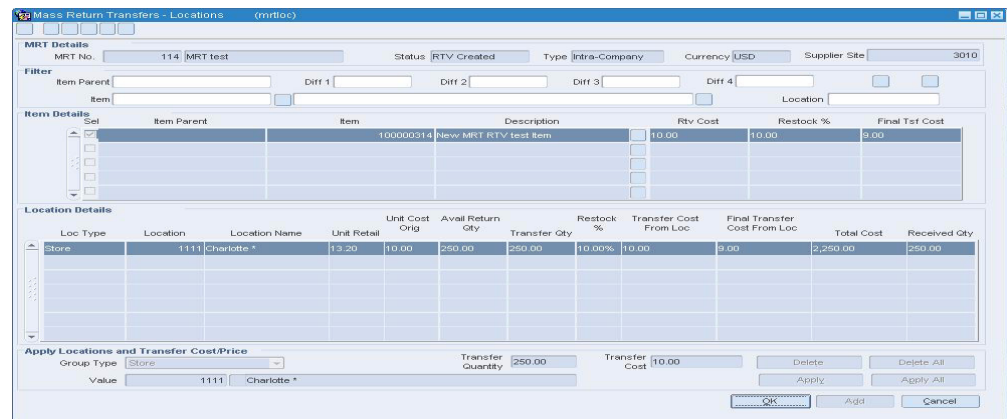 Mass Return Transfers - Locations (mrtloc)
MRT Details
MRT No. 114 MRT test Status RTV Created Type Intra-Company Currency USD Supplier Site 3010
Filter
Item Parent Diff 1 Diff 2 Diff 3 Diff 4
Item Location
Item Details
Sel Item Parent Item Description Rtv Cost Restock % Final Tsf Cost
100000314 New MRT RTV test Item 10.00 10.00 9.00
Location Details
Unit Cost Avail Return Restock Transfer Cost Final Transfer
Loc Type Location Location Name Unit Retail Orig Qty Transfer Qty % From Loc Cost From Loc Total Cost Received Qty
Store 1111 Charlotte * 13.20 10.00 250.00 250.00 10.00% 10.00 9.00 2,250.00 250.00
Apply Locations and Transfer Cost/Price
Group Type Store Transfer Quantity 250.00 Transfer Cost 10.00 Delete Delete All
Value 1111 Charlotte * Apply Apply All
OK Add Cancel